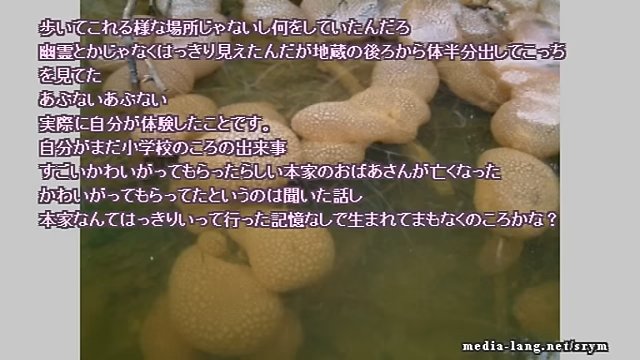 歩いてこれる様な場所じゃないし何をしていたんだろ
幽霊とかじゃなくはっきり見えたんだが地蔵の後ろから体半分出してこっち
を見てた
あぶないあぶない
実際に自分が体験したことです。
自分がまだ小学校のころの出来事
すごいかわいがってもらったらしい本家のおばあさんが亡くなった
かわいがってもらってたというのは聞いた話し
本家なんてはっきりいって行った記憶なしで生まれてまもなくのころかな？
media-lang.net/srym